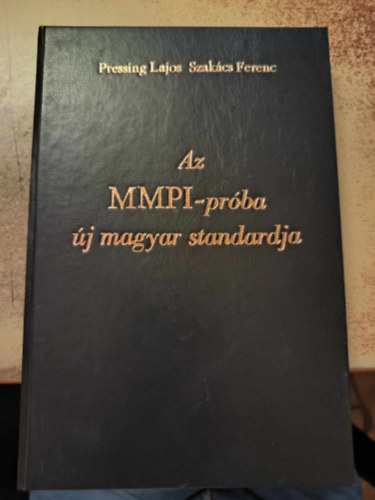 Pressing Lajos Szakács Ferenc
Az
MMPI-próba
új magyar standardja